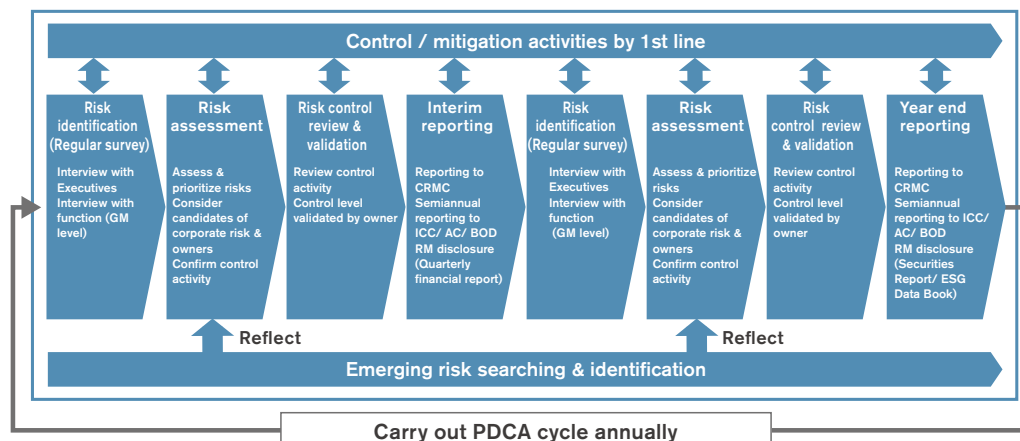 Control / mitigation activities by 1st line
Risk
identification
(Regular survey)
Interview with
Executives
Interview with
function (GM
level)
Risk
assessment
Assess &
prioritize risks
Consider
candidates of
corporate risk &
owners
Confirm control
activity
Risk control
review &
validation
Review control
activity
Control level
validated by owner
Interim
reporting
Reporting to
CRMC
Semiannual
reporting to
ICC/ AC/ BOD
RM disclosure
(Quarterly
financial report)
Risk
identification
(Regular survey)
Interview with
Executives
Interview with
function
(GM level)
Risk
assessment
Assess & prioritize
risks
Consider
candidates of
corporate risk &
owners
Confirm control
activity
Risk
control review
& validation
Review control
activity
Control level
validated by
owner
Year end
reporting
Reporting to
CRMC
Semiannual
reporting to ICC/
AC/ BOD
RM disclosure
(Securities
Report/ ESG
Data Book)
Reflect
Reflect
Emerging risk searching & identification
Carry out PDCA cycle annually